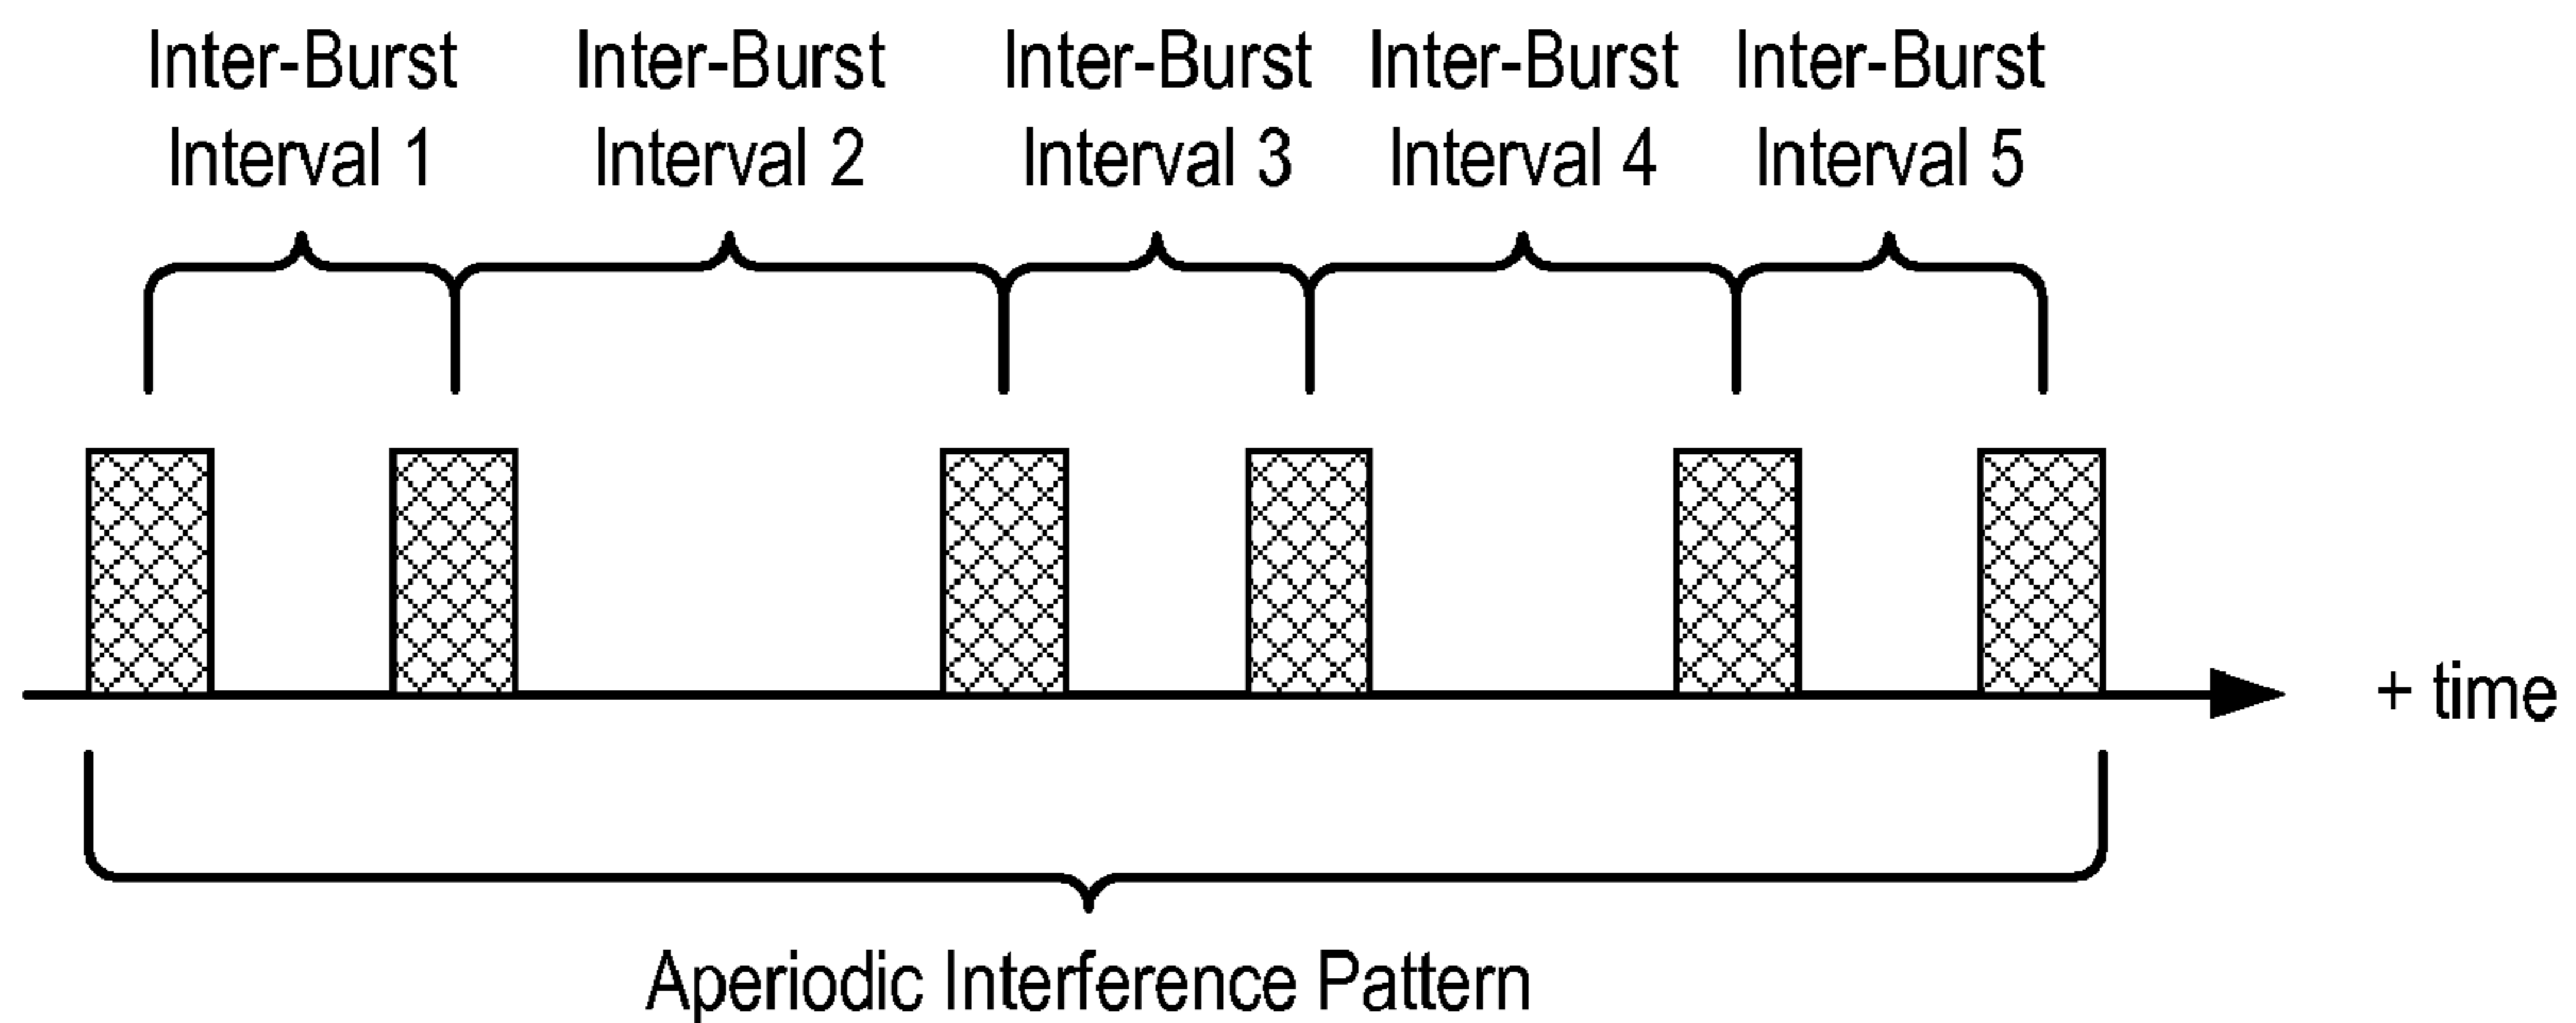 Inter-Burst
Interval 1
Inter-Burst
Interval 2
Inter-Burst
Interval 3
Inter-Burst
Interval 4
Inter-Burst
Interval 5
+ time
Aperiodic Interference Pattern